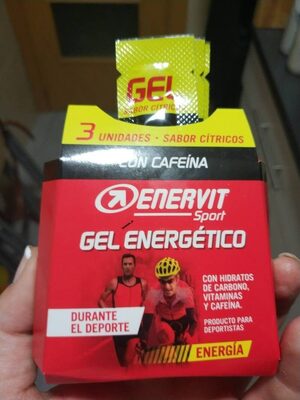 GEL
SABOR CÍTRICOS
3 UNIDADES · SABOR CÍTRICOS
CON CAFEÍNA
ENERVIT
Sport
GEL ENERGÉTICO
CON HIDRATOS
DE CARBONO,
VITAMINAS
Y CAFEÍNA.
PRODUCTO PARA
DEPORTISTAS
DURANTE
EL DEPORTE
ENERGÍA